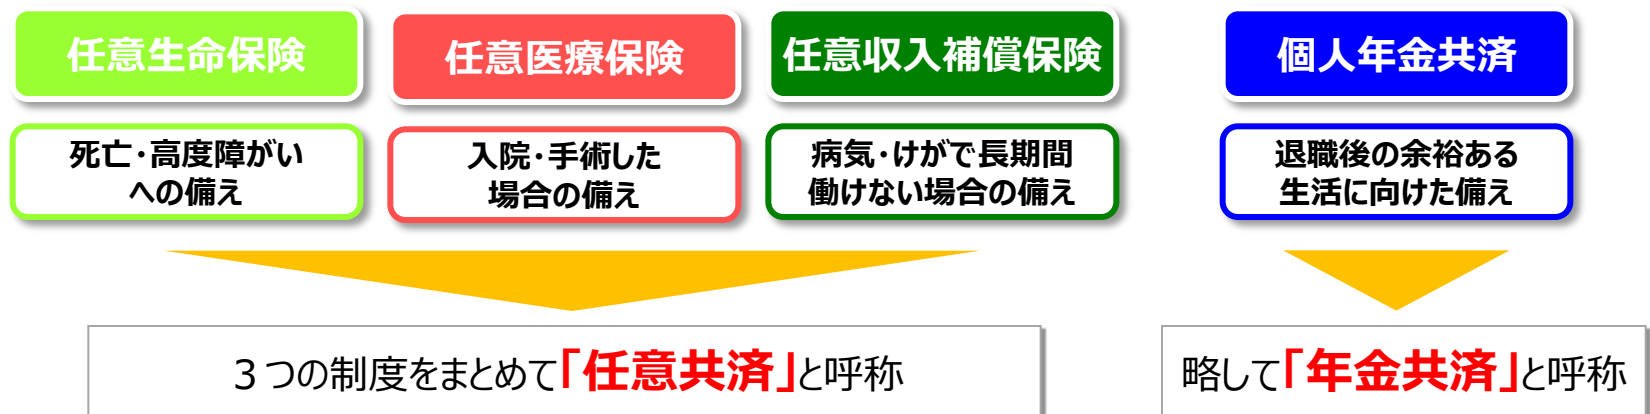 任意生命保険
任意医療保険
任意収入補償保険
個人年金共済
死亡・高度障がい
への備え
入院・手術した
場合の備え
病気・けがで長期間
働けない場合の備え
退職後の余裕ある
生活に向けた備え
３つの制度をまとめて「任意共済」と呼称
略して「年金共済」と呼称